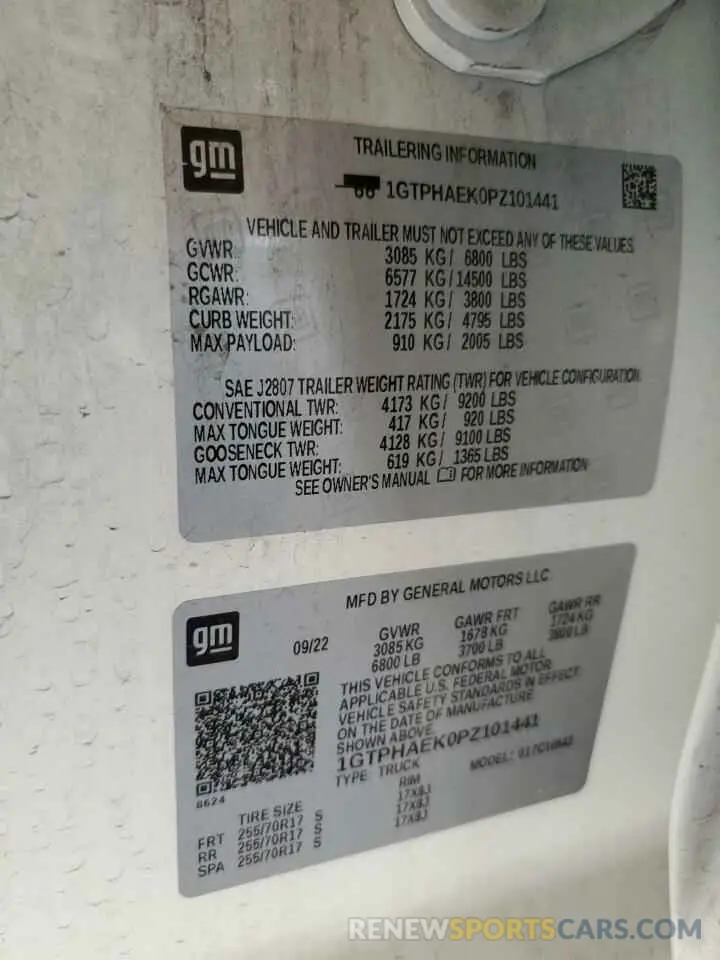 gm
TRAILERING INFORMATION
1GTPHAEK0PZ101441
VEHICLE AND TRAILER MUST NOT EXCEED ANY OF THESE VALUES
GVWR: 3085 KG/ 6800 LBS
GCWR: 6577 KG/14500 LBS
RGAWR: 1724 KG/ 3800 LBS
CURB WEIGHT: 2175 KG/ 4795 LBS
MAX PAYLOAD: 910 KG/ 2005 LBS
SAE J2807 TRAILER WEIGHT RATING (TWR) FOR VEHICLE CONFIGURATION
CONVENTIONAL TWR: 4173 KG/ 9200 LBS
MAX TONGUE WEIGHT: 417 KG/ 920 LBS
GOOSENECK TWR: 4128 KG/ 9100 LBS
MAX TONGUE WEIGHT: 619 KG/ 1365 LBS
SEE OWNER'S MANUAL FOR MORE INFORMATION
gm
MFD BY GENERAL MOTORS LLC
09/22 GVWR GAWR FRT GAWR RR
3085 KG 1678 KG 1724 KG
6800 LB 3700 LB 3800 LB
THIS VEHICLE CONFORMS TO ALL
APPLICABLE U.S. FEDERAL MOTOR
VEHICLE SAFETY STANDARDS IN EFFECT
ON THE DATE OF MANUFACTURE
SHOWN ABOVE.
1GTPHAEK0PZ101441
TYPE: TRUCK MODEL:
8624
TIRE SIZE RIM
FRT 255/70R17 S 17X8J
RR 255/70R17 S 17X8J
SPA 255/70R17 S 17X8J
RENEWSPORTSCARS.COM